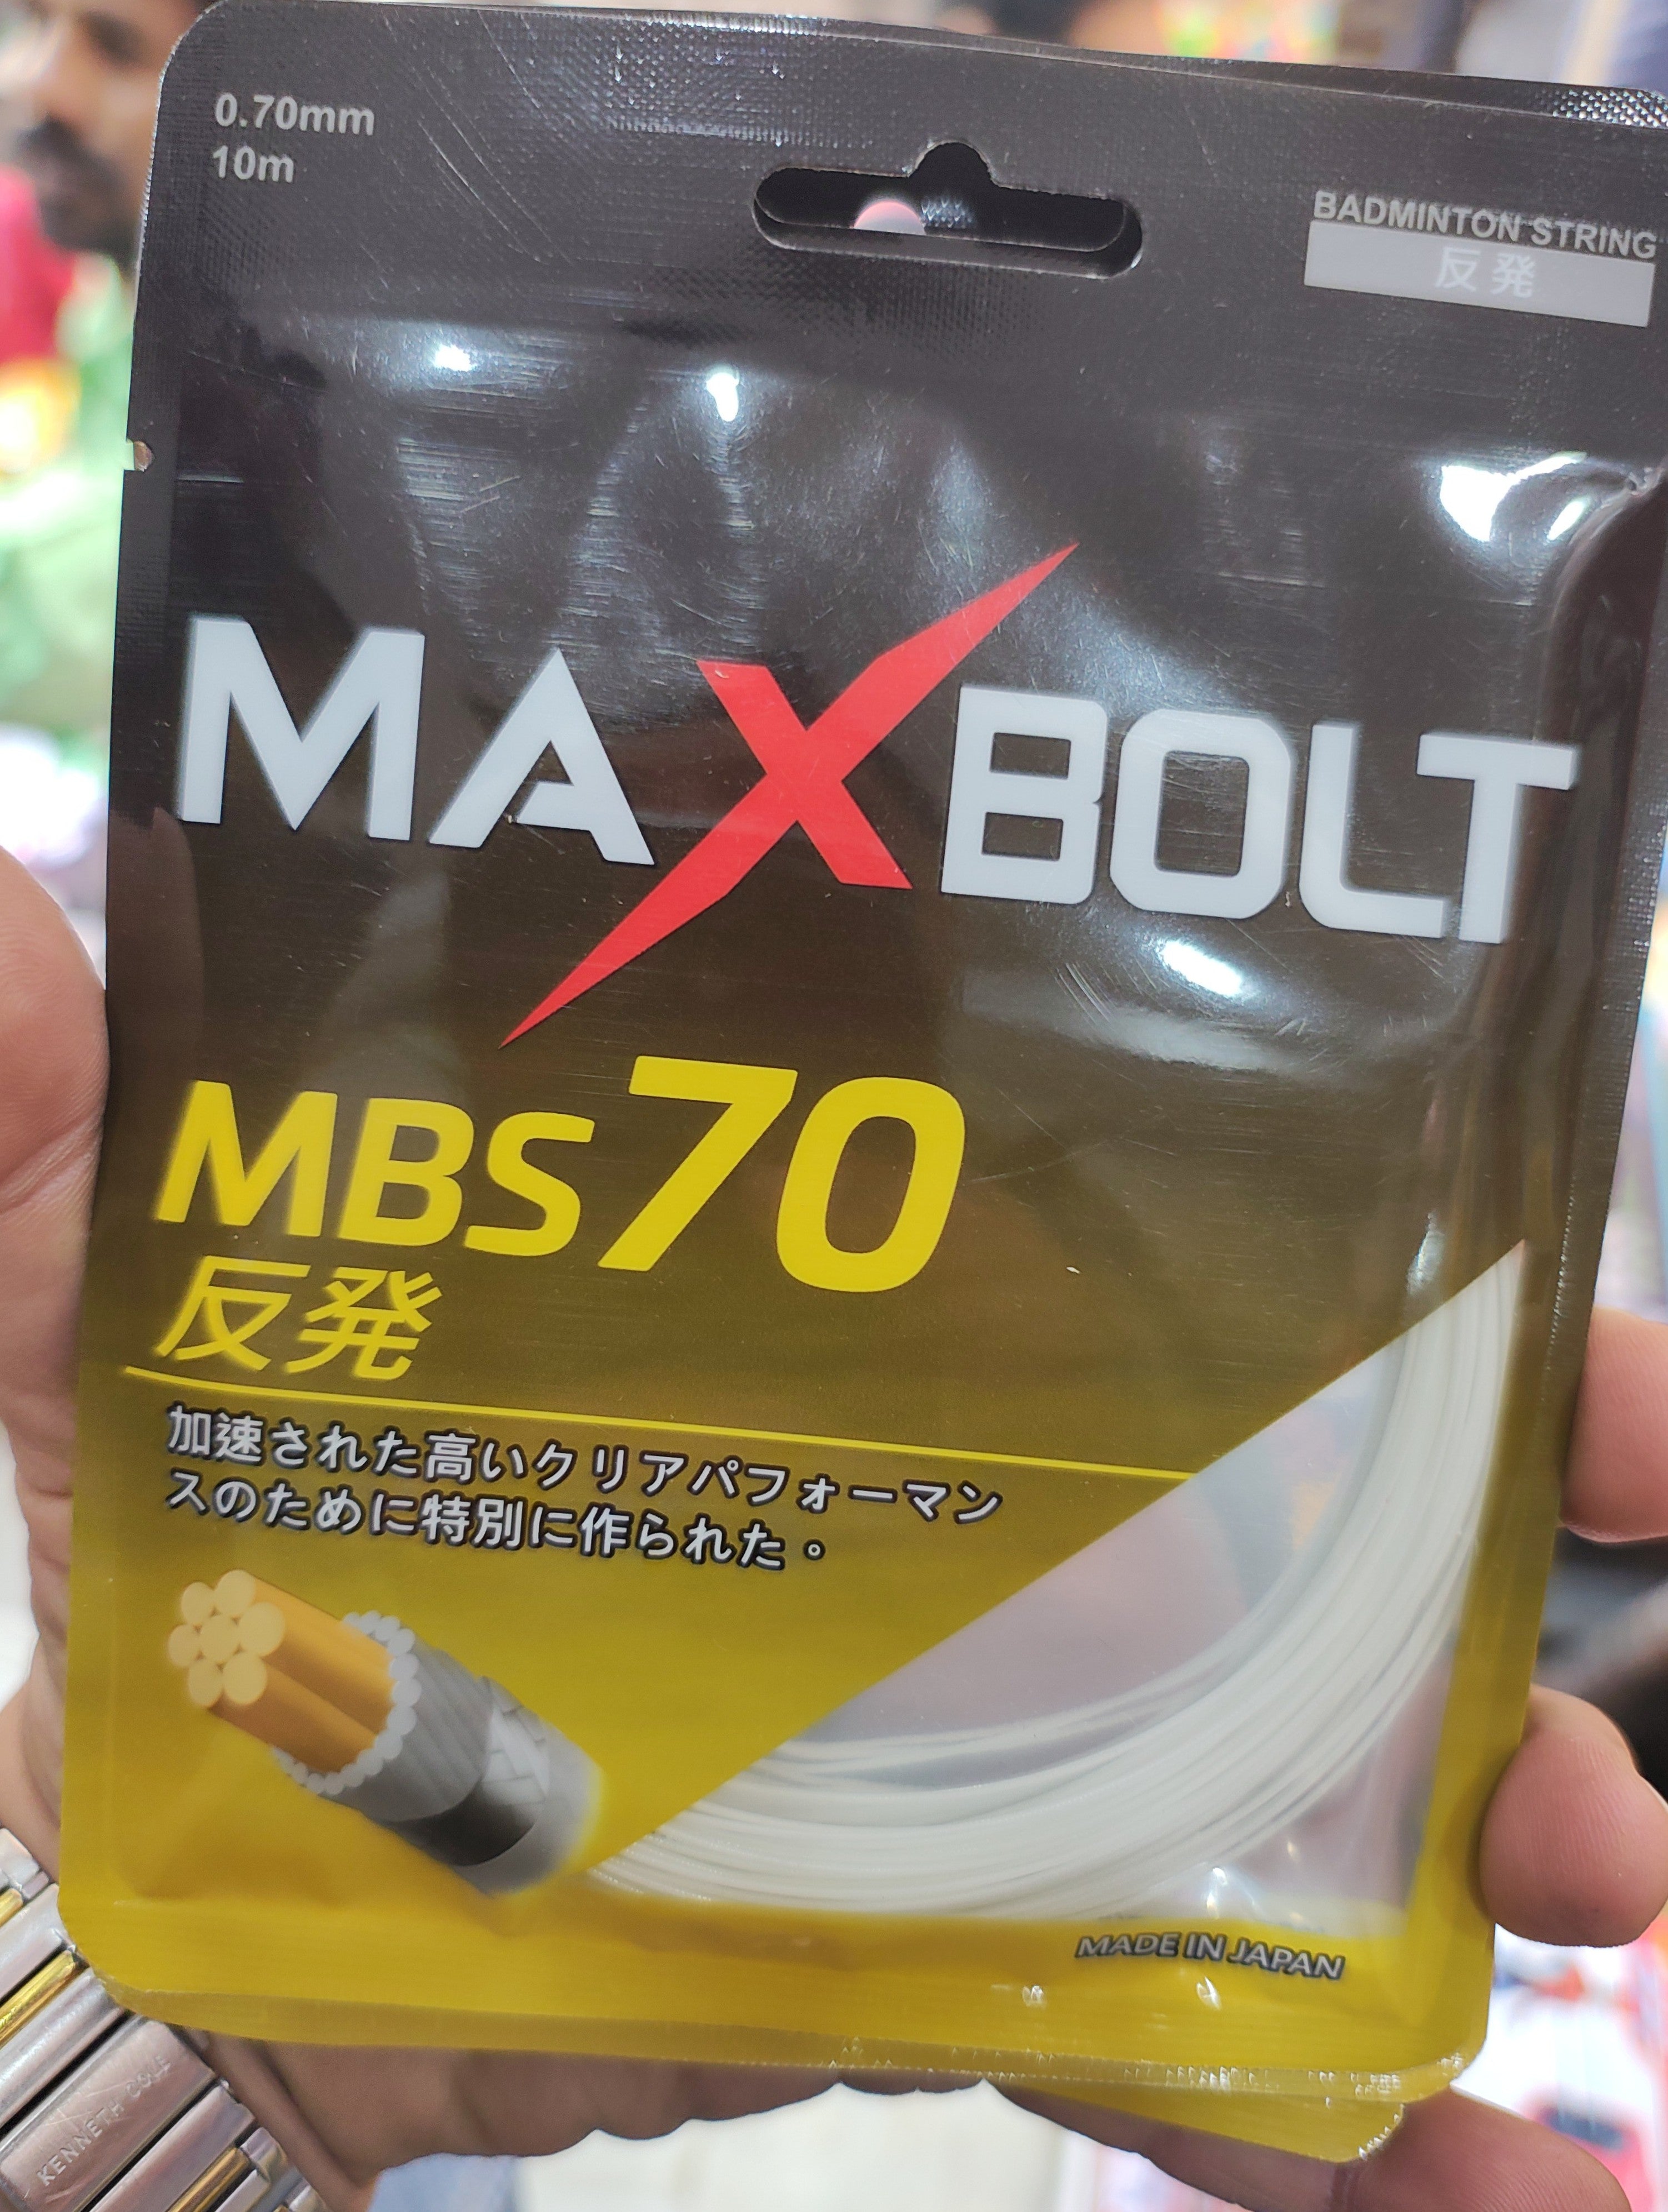 0.70mm
10m
BADMINTON STRING
反発
MAXBOLT
MBS70
反発
加速された高いクリアパフォーマン
スのために特別に作られた。
MADE IN JAPAN
KENNETH COLE